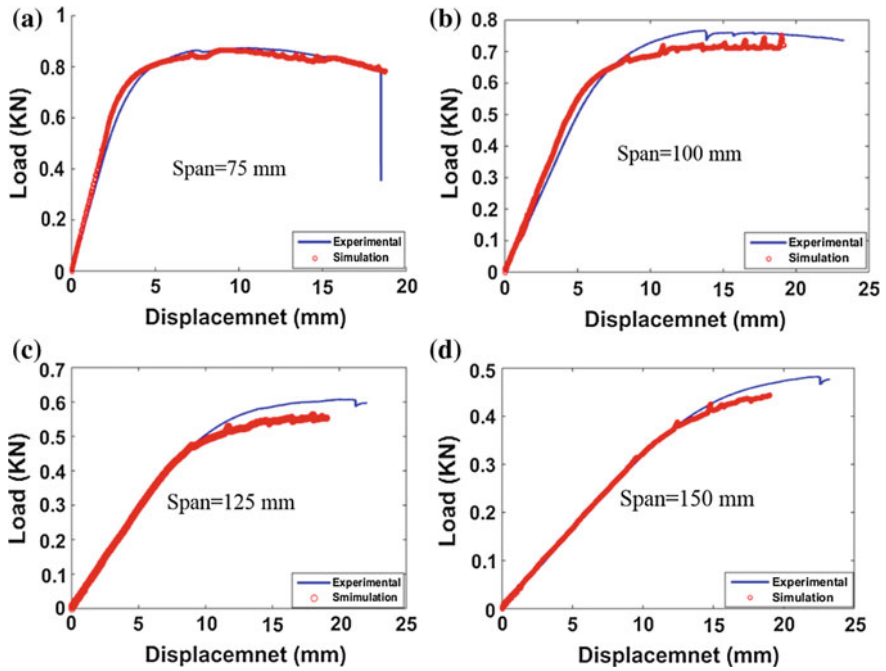 (a)
1
0.8
0.6
0.4
0.2
0
Load (KN)
Span=75 mm
Experimental
Simulation
0 5 10 15 20
Displacemnet (mm)
(b)
0.8
0.7
0.6
0.5
0.4
0.3
0.2
0.1
0
Load (KN)
Span=100 mm
Experimental
Simulation
0 5 10 15 20 25
Displacemnet (mm)
(c)
0.7
0.6
0.5
0.4
0.3
0.2
0.1
0
Load (KN)
Span=125 mm
Experimental
Smimulation
0 5 10 15 20 25
Displacemnet (mm)
(d)
0.5
0.4
0.3
0.2
0.1
0
Load (KN)
Span=150 mm
Experimental
Simulation
0 5 10 15 20 25
Displacemnet (mm)